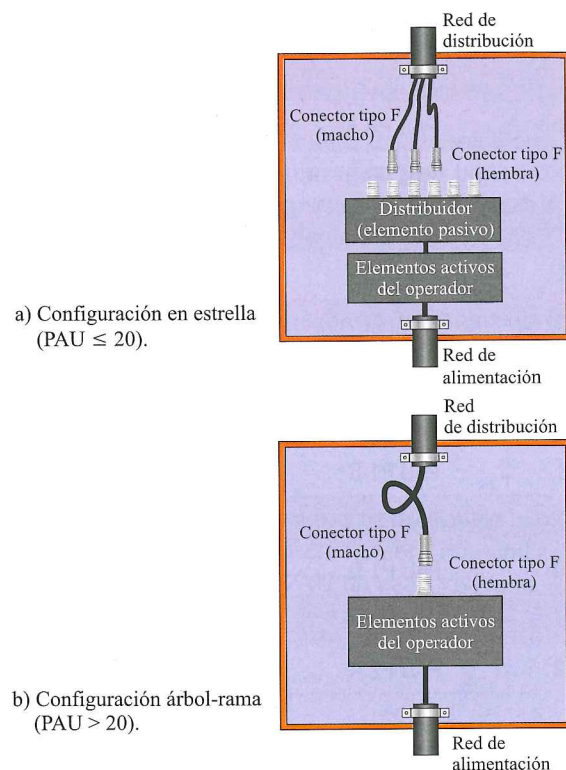 Red de
distribución
Conector tipo F
(macho)
Conector tipo F
(hembra)
Distribuidor
(elemento pasivo)
Elementos activos
del operador
a) Configuración en estrella
(PAU ≤ 20).
Red de
alimentación
Red
de distribución
Conector tipo F
(macho)
Conector tipo F
(hembra)
Elementos activos
del operador
b) Configuración árbol-rama
(PAU > 20).
Red de
alimentación